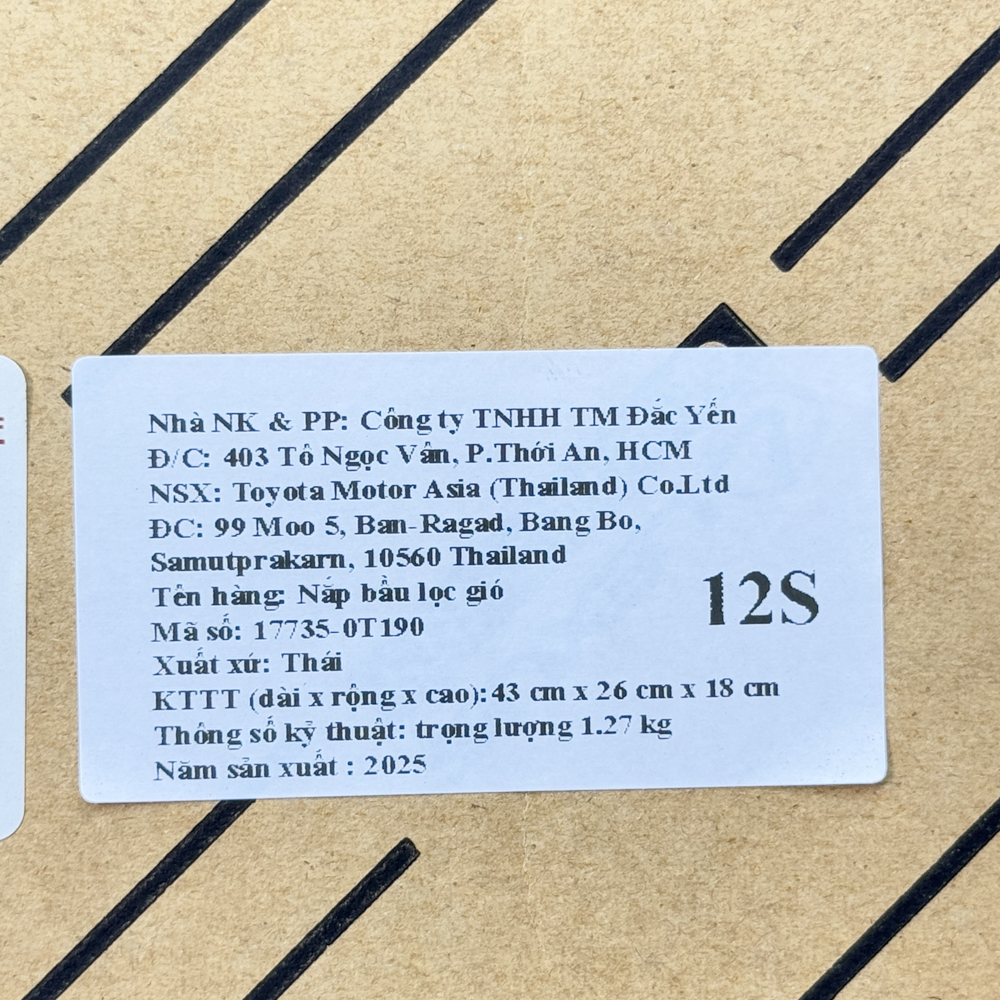 Nhà NK & PP: Công ty TNHH TM Đắc Yến
Đ/C: 403 Tô Ngọc Vân, P.Thới An, HCM
NSX: Toyota Motor Asia (Thailand) Co.Ltd
ĐC: 99 Moo 5, Ban-Ragad, Bang Bo,
Samutprakarn, 10560 Thailand
Tên hàng: Nắp bầu lọc gió
12S
Mã số: 17735-0T190
Xuất xứ: Thái
KTTT (dài x rộng x cao):43 cm x 26 cm x 18 cm
Thông số kỹ thuật: trọng lượng 1.27 kg
Năm sản xuất : 2025